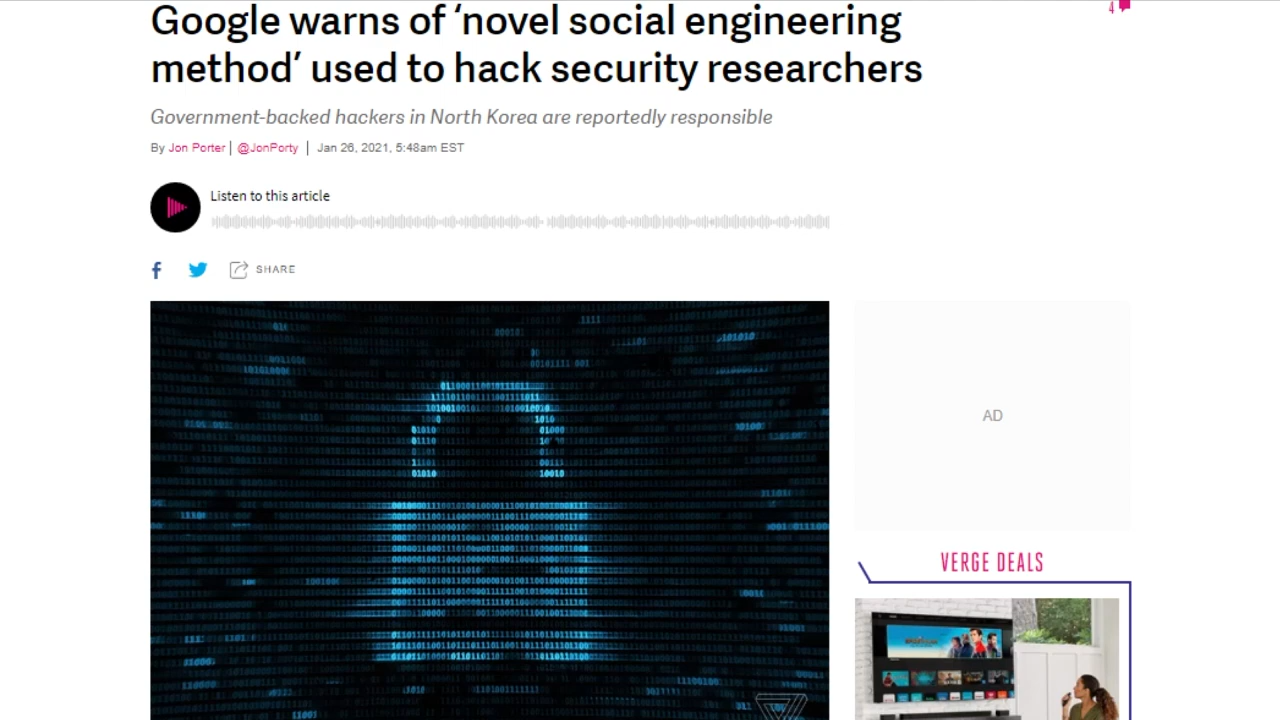 4
Google warns of ‘novel social engineering
method’ used to hack security researchers
Government-backed hackers in North Korea are reportedly responsible
By Jon Porter | @JonPorty | Jan 26, 2021, 5:48am EST
Listen to this article
SHARE
AD
VERGE DEALS